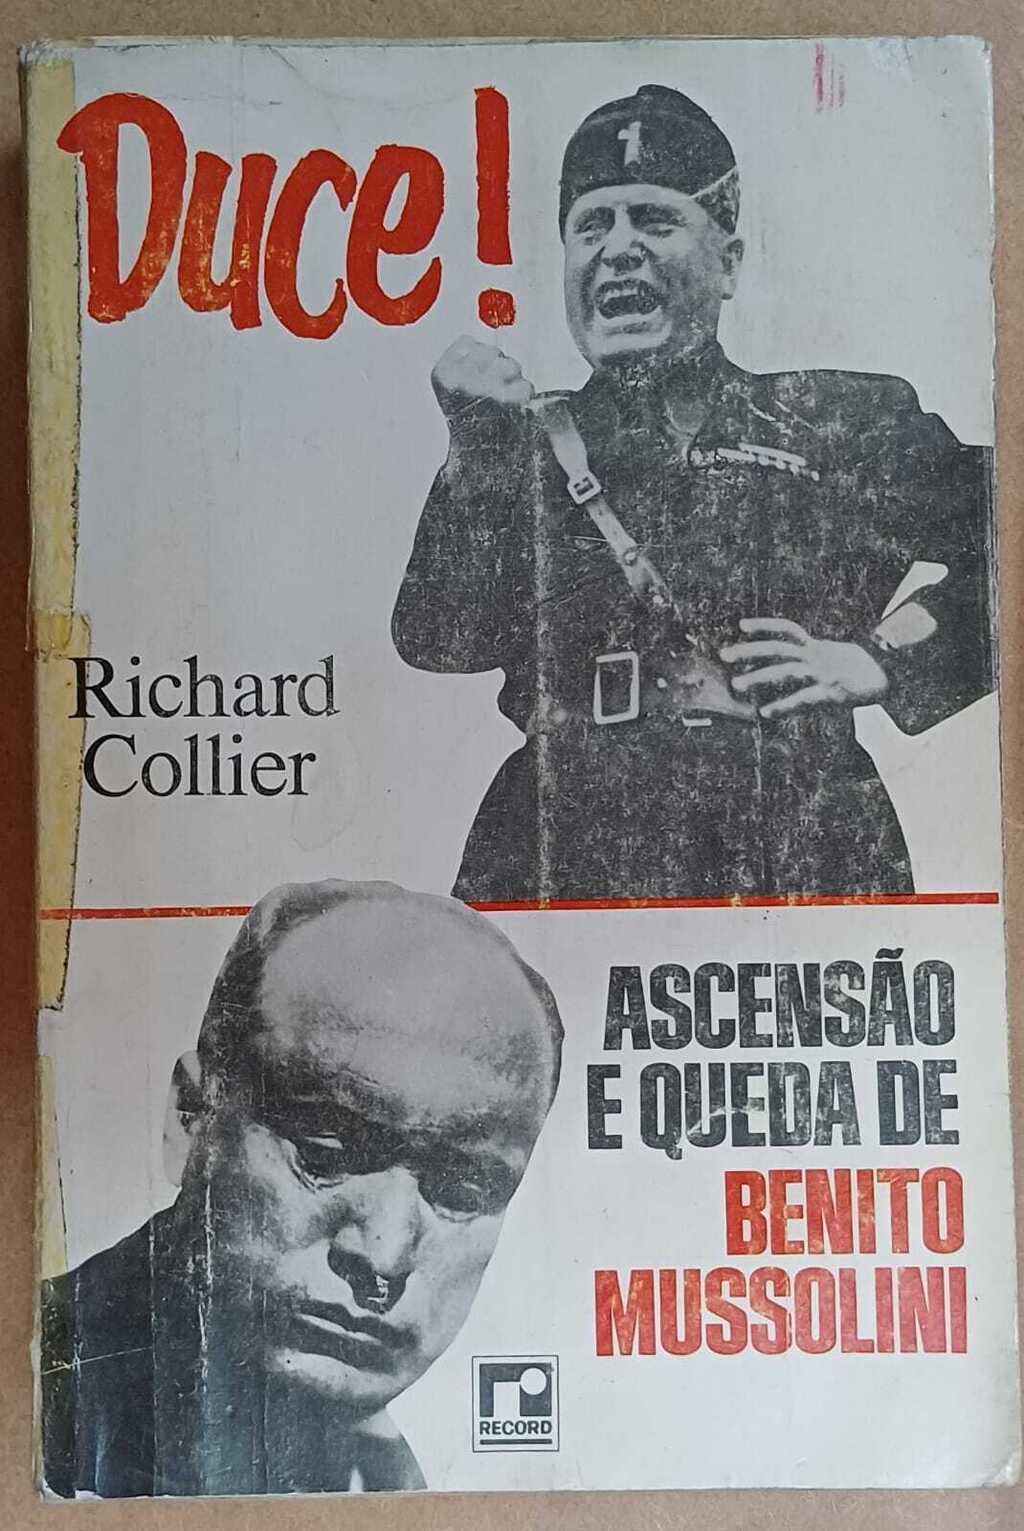 Duce!
Richard
Collier
ASCENSÃO
E QUEDA DE
BENITO
MUSSOLINI
RECORD